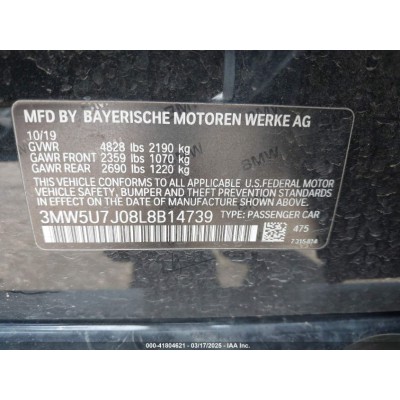 MFD BY BAYERISCHE MOTOREN WERKE AG
10/19
GVWR 4828 lbs 2190 kg
GAWR FRONT 2359 lbs 1070 kg
GAWR REAR 2690 lbs 1220 kg
THIS VEHICLE CONFORMS TO ALL APPLICABLE U.S.FEDERAL MOTOR
VEHICLE SAFETY, BUMPER, AND THEFT PREVENTION STANDARDS
IN EFFECT ON THE DATE OF MANUFACTURE SHOWN ABOVE.
3MW5U7J08L8B14739 TYPE: PASSENGER CAR
475
000-41804621 - 03/17/2025 - IAA Inc.